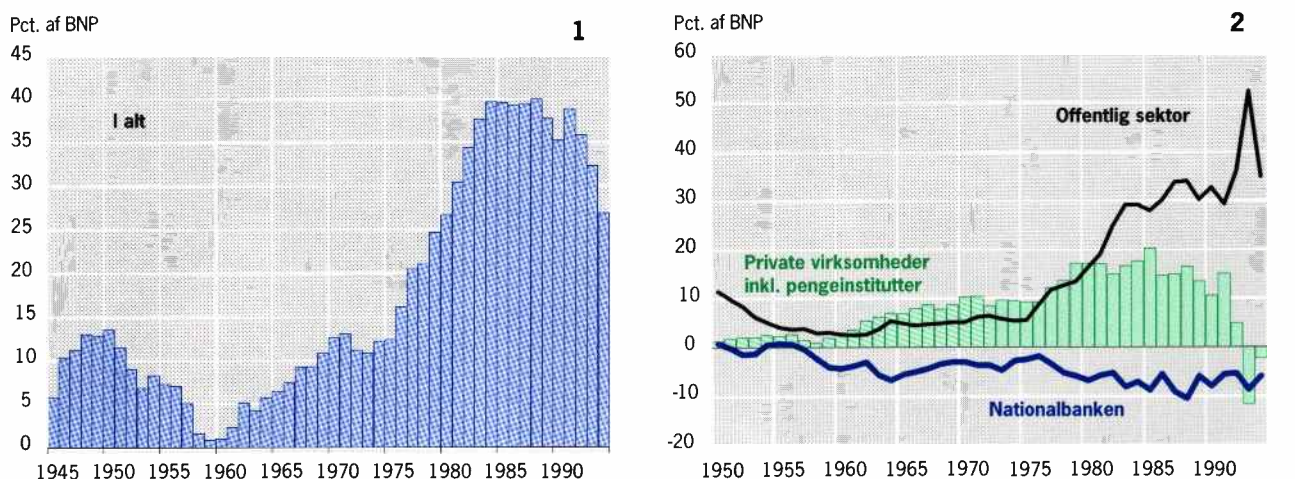 Pct. af BNP
1
45
40
35
30
25
20
15
10
5
0
I alt
1945 1950 1955 1960 1965 1970 1975 1980 1985 1990
Pct. af BNP
2
60
50
40
30
20
10
0
-10
-20
Offentlig sektor
Private virksomheder
inkl. pengeinstitutter
Nationalbanken
1950 1955 1960 1965 1970 1975 1980 1985 1990